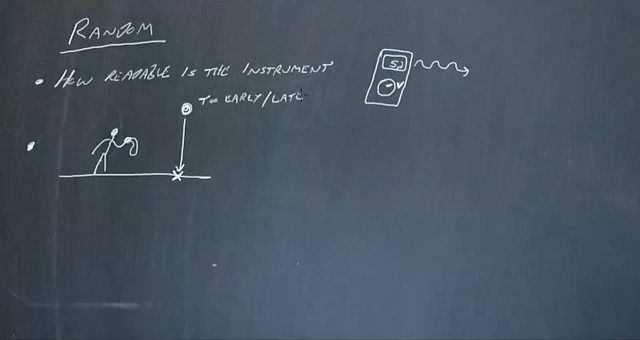 RANDOM
• HOW READABLE IS THE INSTRUMENT
TOO EARLY/LATE